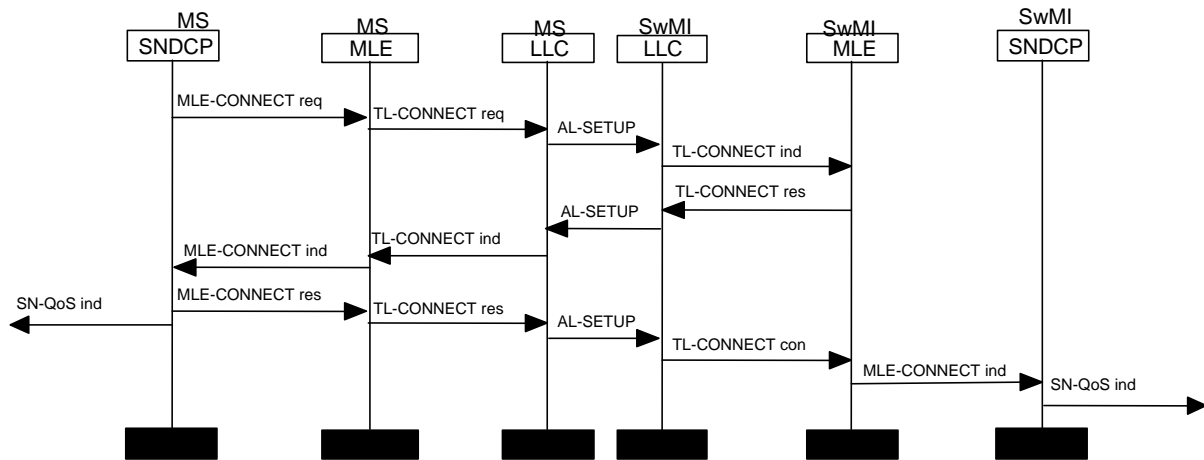 MS
MS
MS
SwMI
SwMI
SwMI
SNDCP
MLE
LLC
LLC
MLE
SNDCP
MLE-CONNECT req
TL-CONNECT req
AL-SETUP
TL-CONNECT ind
TL-CONNECT res
AL-SETUP
TL-CONNECT ind
MLE-CONNECT ind
MLE-CONNECT res
SN-QoS ind
TL-CONNECT res
AL-SETUP
TL-CONNECT con
MLE-CONNECT ind
SN-QoS ind